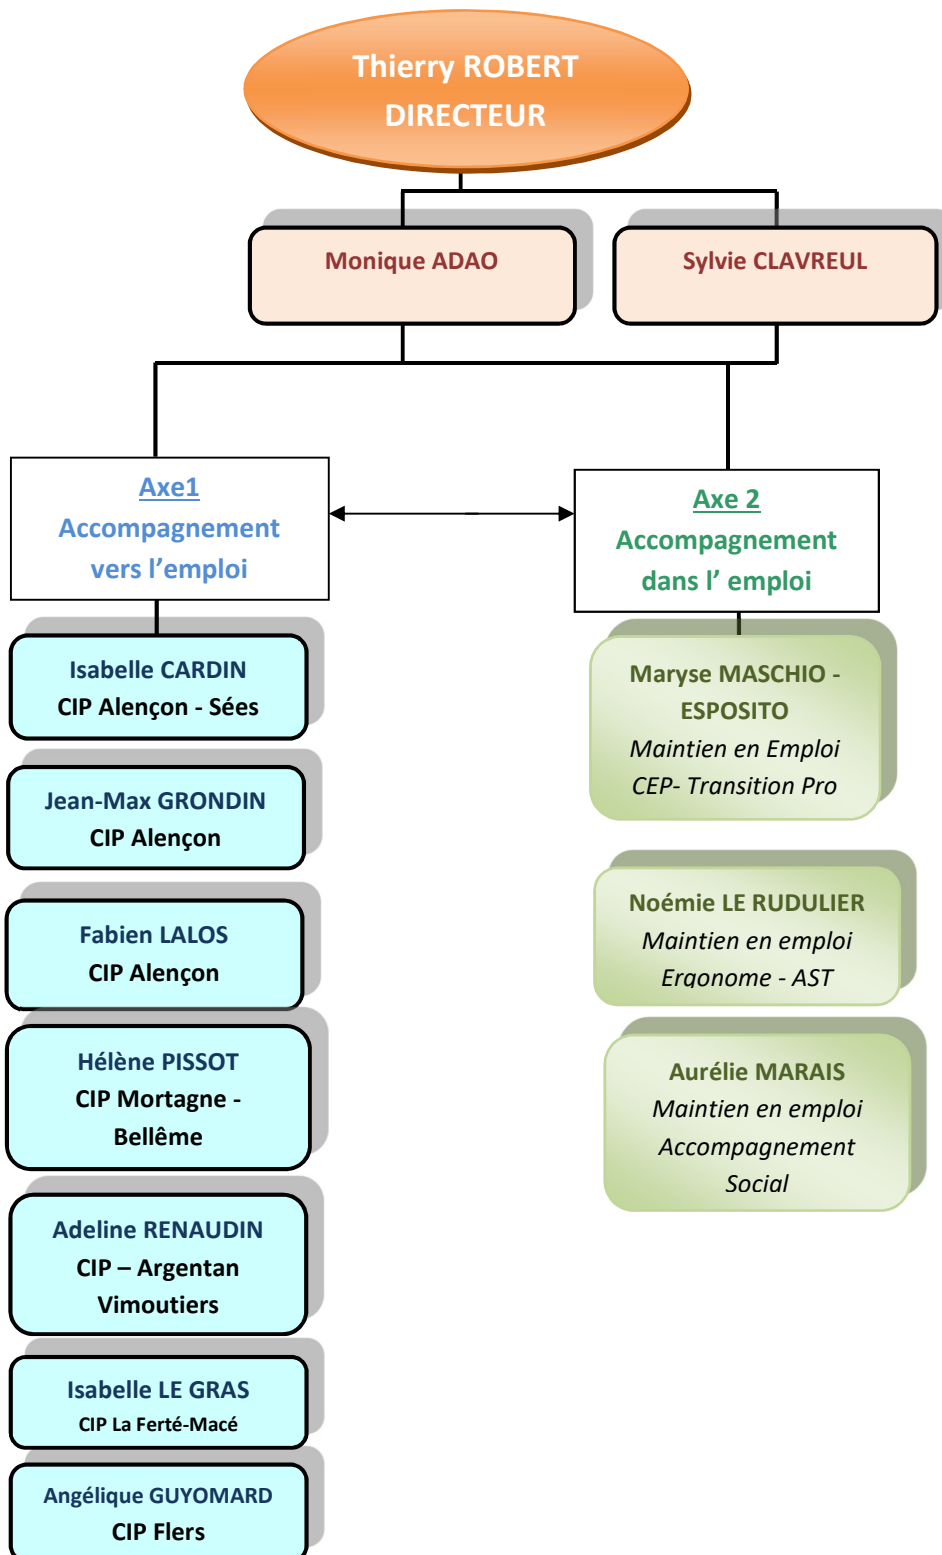 Thierry ROBERT
DIRECTEUR
Monique ADAO
Sylvie CLAVREUL
Axe1
Accompagnement
vers l’emploi
Axe 2
Accompagnement
dans l’ emploi
Isabelle CARDIN
CIP Alençon - Sées
Jean-Max GRONDIN
CIP Alençon
Fabien LALOS
CIP Alençon
Hélène PISSOT
CIP Mortagne -
Bellême
Adeline RENAUDIN
CIP – Argentan
Vimoutiers
Isabelle LE GRAS
CIP La Ferté-Macé
Angélique GUYOMARD
CIP Flers
Maryse MASCHIO -
ESPOSITO
Maintien en Emploi
CEP- Transition Pro
Noémie LE RUDULIER
Maintien en emploi
Ergonome - AST
Aurélie MARAIS
Maintien en emploi
Accompagnement
Social